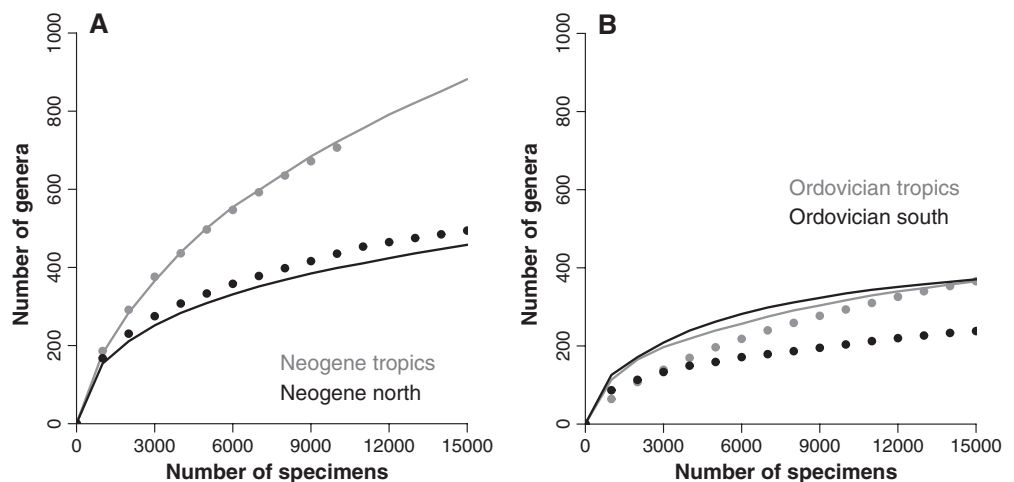 A
Number of genera
0
200
400
600
800
1000
Neogene tropics
Neogene north
0
3000
6000
9000
12000
15000
Number of specimens
B
Number of genera
0
200
400
600
800
1000
Ordovician tropics
Ordovician south
0
3000
6000
9000
12000
15000
Number of specimens